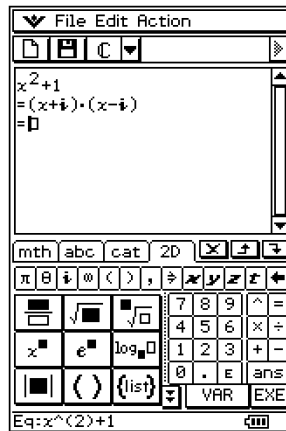 File Edit Action
ℂ
x²+1
=(x+i)·(x-i)
=
mth abc cat 2D
π θ i ∞ ( ) , ⇒ x y z t ←
√■ ■√□ 7 8 9 ^ =
4 5 6 × ÷
x■ e■ log■□ 1 2 3 + -
|■| ( ) {list} 0 . E ans
VAR EXE
Eq:x^(2)+1